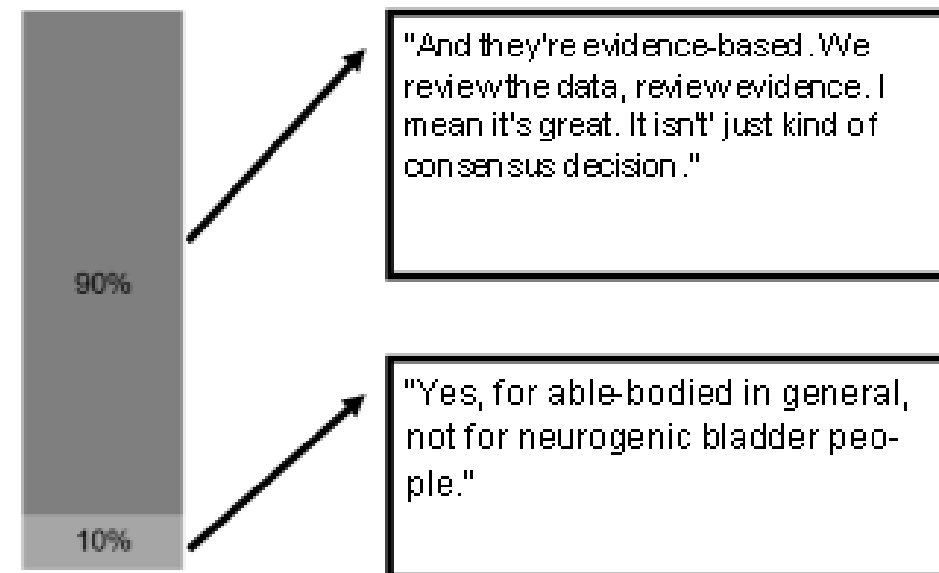 "And they're evidence-based. We
review the data, review evidence. I
mean it's great. It isn't' just kind of
consensus decision."
90%
"Yes, for able-bodied in general,
not for neurogenic bladder peo-
ple."
10%